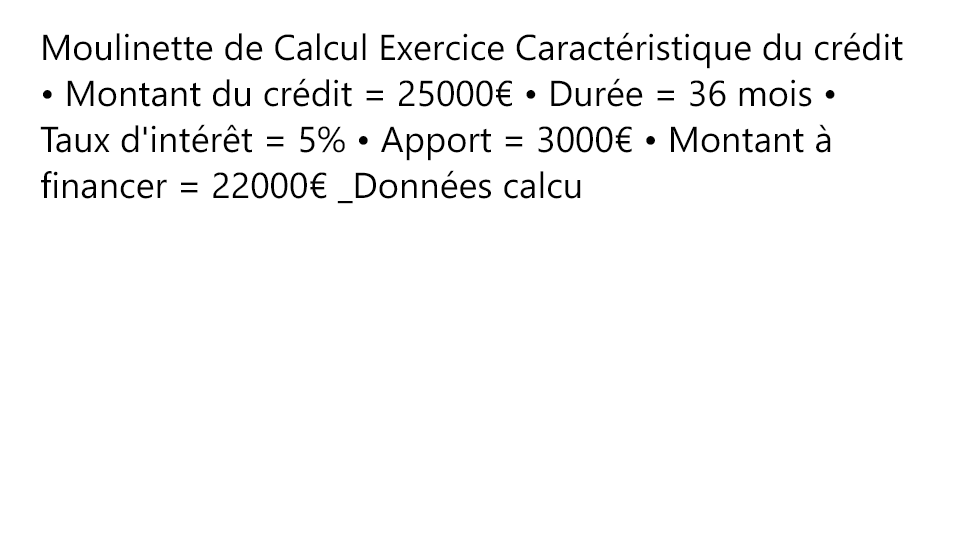 Moulinette de Calcul Exercice Caractéristique du crédit
• Montant du crédit = 25000€ • Durée = 36 mois •
Taux d'intérêt = 5% • Apport = 3000€ • Montant à
financer = 22000€ _Données calcu